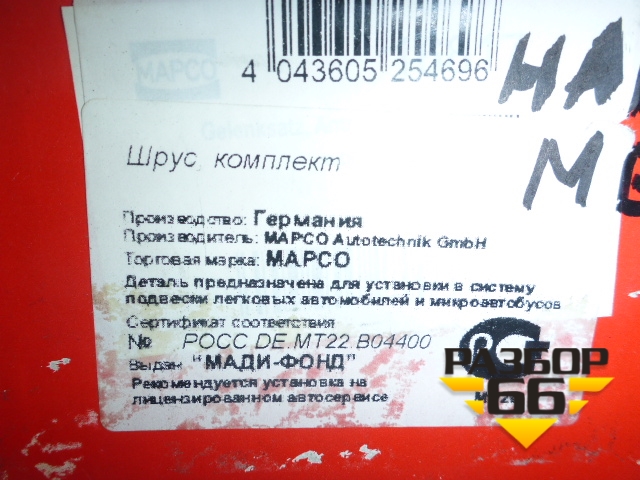 MAPCO
4 043605 254696
НА
М
Шрус комплект
Производство: Германия
Производитель: MAPCO Autotechnik GmbH
Торговая марка: MAPCO
Деталь предназначена для установки в систему
подвески легковых автомобилей и микроавтобусов
Сертификат соответствия
№ РОСС DE.МТ22.В04400
Выдан "МАДИ-ФОНД"
Рекомендуется установка на
лицензированном автосервисе
РАЗБОР
66